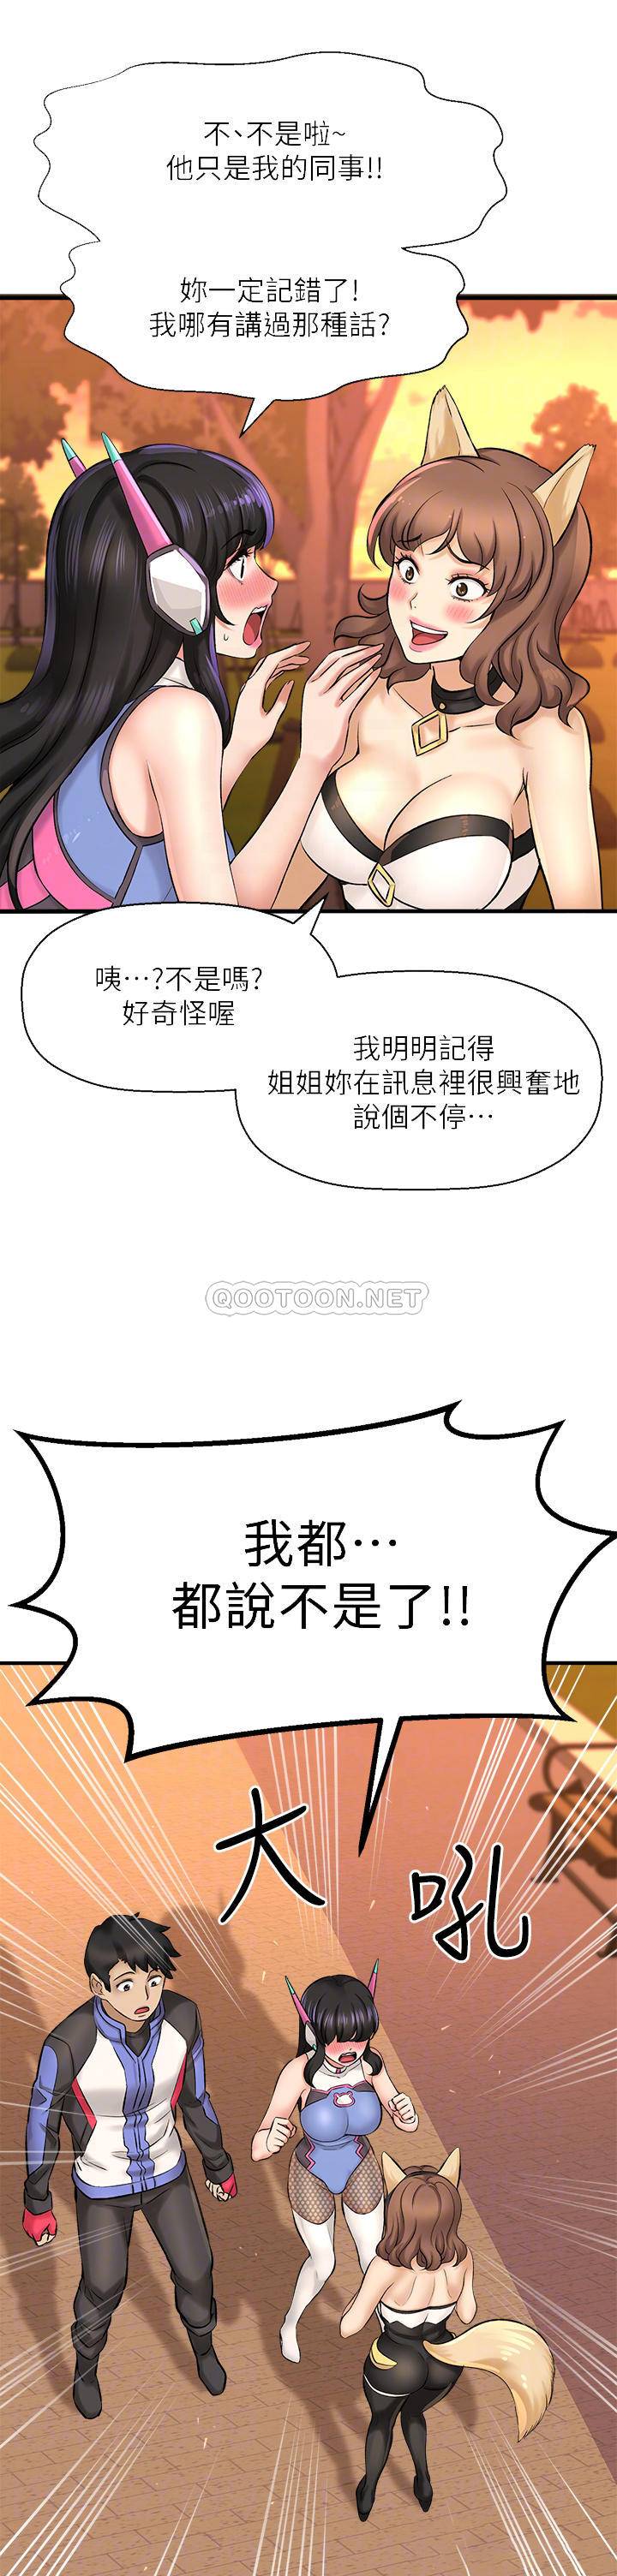 不、不是啦~
他只是我的同事!!
妳一定記錯了!
我哪有講過那種話?
咦…?不是嗎?
好奇怪喔
我明明記得
姐姐妳在訊息裡很興奮地
說個不停…
QOOTOON.NET
我都…
都說不是了!!
大
吼